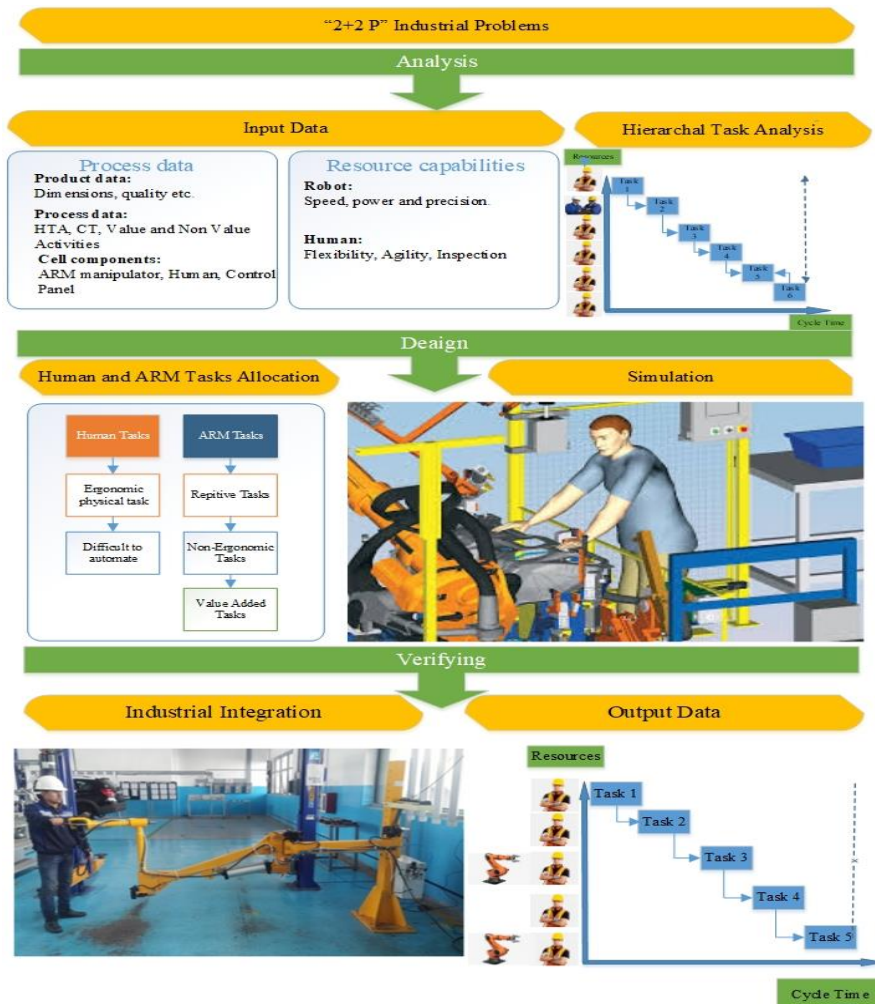 “2+2 P” Industrial Problems
Analysis
Input Data
Hierarchal Task Analysis
Process data
Product data:
Dimensions, quality etc.
Process data:
HTA, CT, Value and Non Value
Activities
Cell components:
ARM manipulator, Human, Control
Panel
Resource capabilities
Robot:
Speed, power and precision.
Human:
Flexibility, Agility, Inspection
Resources
Task
1
Task
2
Task
3
Task
4
Task
5
Task
6
Cycle Time
Deaign
Human and ARM Tasks Allocation
Simulation
Human Tasks
Ergonomic
physical task
Difficult to
automate
ARM Tasks
Repitive Tasks
Non-Ergonomic
Tasks
Value Added
Tasks
Verifying
Industrial Integration
Output Data
Resources
Task 1
Task 2
Task 3
Task 4
Task 5
Cycle Time